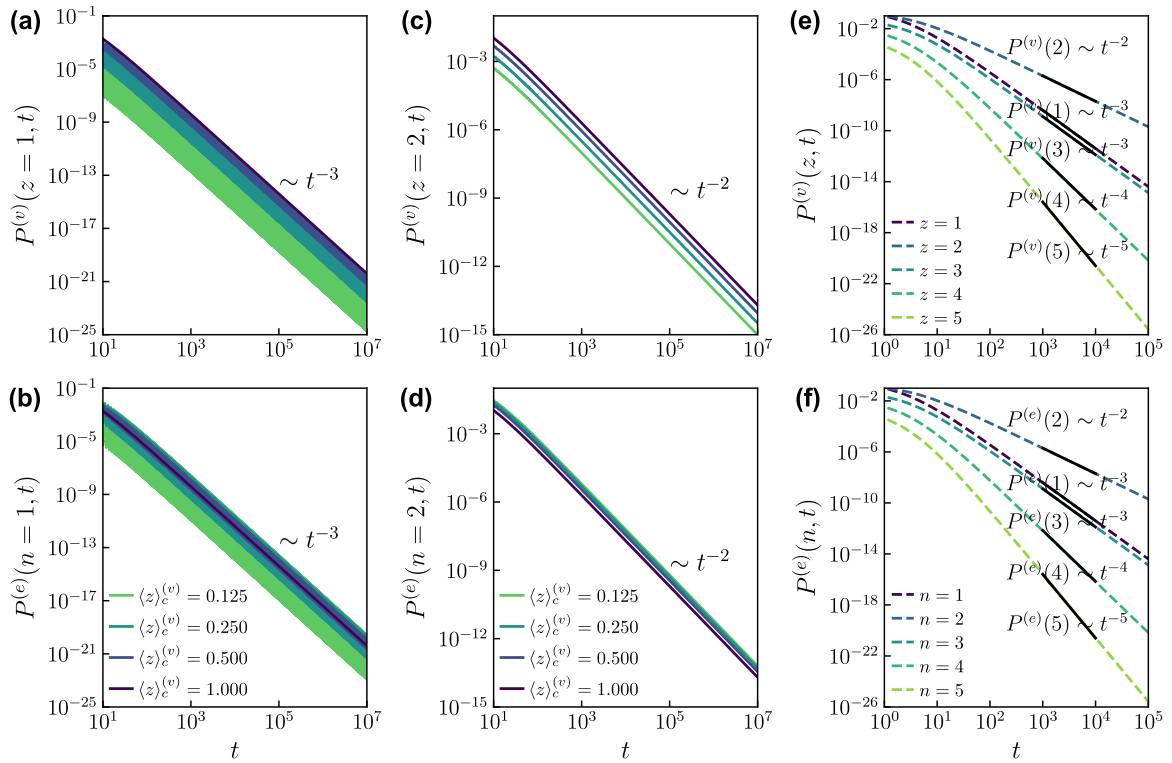 (a)
10^{-1}
10^{-5}
10^{-9}
10^{-13}
10^{-17}
10^{-21}
10^{-25}
P^{(v)}(z = 1, t)
∼ t^{-3}
10^1
10^3
10^5
10^7
(c)
10^{-3}
10^{-6}
10^{-9}
10^{-12}
10^{-15}
P^{(v)}(z = 2, t)
∼ t^{-2}
10^1
10^3
10^5
10^7
(e)
10^{-2}
10^{-6}
10^{-10}
10^{-14}
10^{-18}
10^{-22}
10^{-26}
P^{(v)}(z, t)
P^{(v)}(2) ∼ t^{-2}
P^{(v)}(1) ∼ t^{-3}
P^{(v)}(3) ∼ t^{-3}
P^{(v)}(4) ∼ t^{-4}
P^{(v)}(5) ∼ t^{-5}
z = 1
z = 2
z = 3
z = 4
z = 5
10^0
10^1
10^2
10^3
10^4
10^5
(b)
10^{-1}
10^{-5}
10^{-9}
10^{-13}
10^{-17}
10^{-21}
10^{-25}
P^{(e)}(n = 1, t)
∼ t^{-3}
⟨z⟩_c^{(v)} = 0.125
⟨z⟩_c^{(v)} = 0.250
⟨z⟩_c^{(v)} = 0.500
⟨z⟩_c^{(v)} = 1.000
10^1
10^3
10^5
10^7
t
(d)
10^{-3}
10^{-6}
10^{-9}
10^{-12}
10^{-15}
P^{(e)}(n = 2, t)
∼ t^{-2}
⟨z⟩_c^{(v)} = 0.125
⟨z⟩_c^{(v)} = 0.250
⟨z⟩_c^{(v)} = 0.500
⟨z⟩_c^{(v)} = 1.000
10^1
10^3
10^5
10^7
t
(f)
10^{-2}
10^{-6}
10^{-10}
10^{-14}
10^{-18}
10^{-22}
10^{-26}
P^{(e)}(n, t)
P^{(e)}(2) ∼ t^{-2}
P^{(e)}(1) ∼ t^{-3}
P^{(e)}(3) ∼ t^{-3}
P^{(e)}(4) ∼ t^{-4}
P^{(e)}(5) ∼ t^{-5}
n = 1
n = 2
n = 3
n = 4
n = 5
10^0
10^1
10^2
10^3
10^4
10^5
t